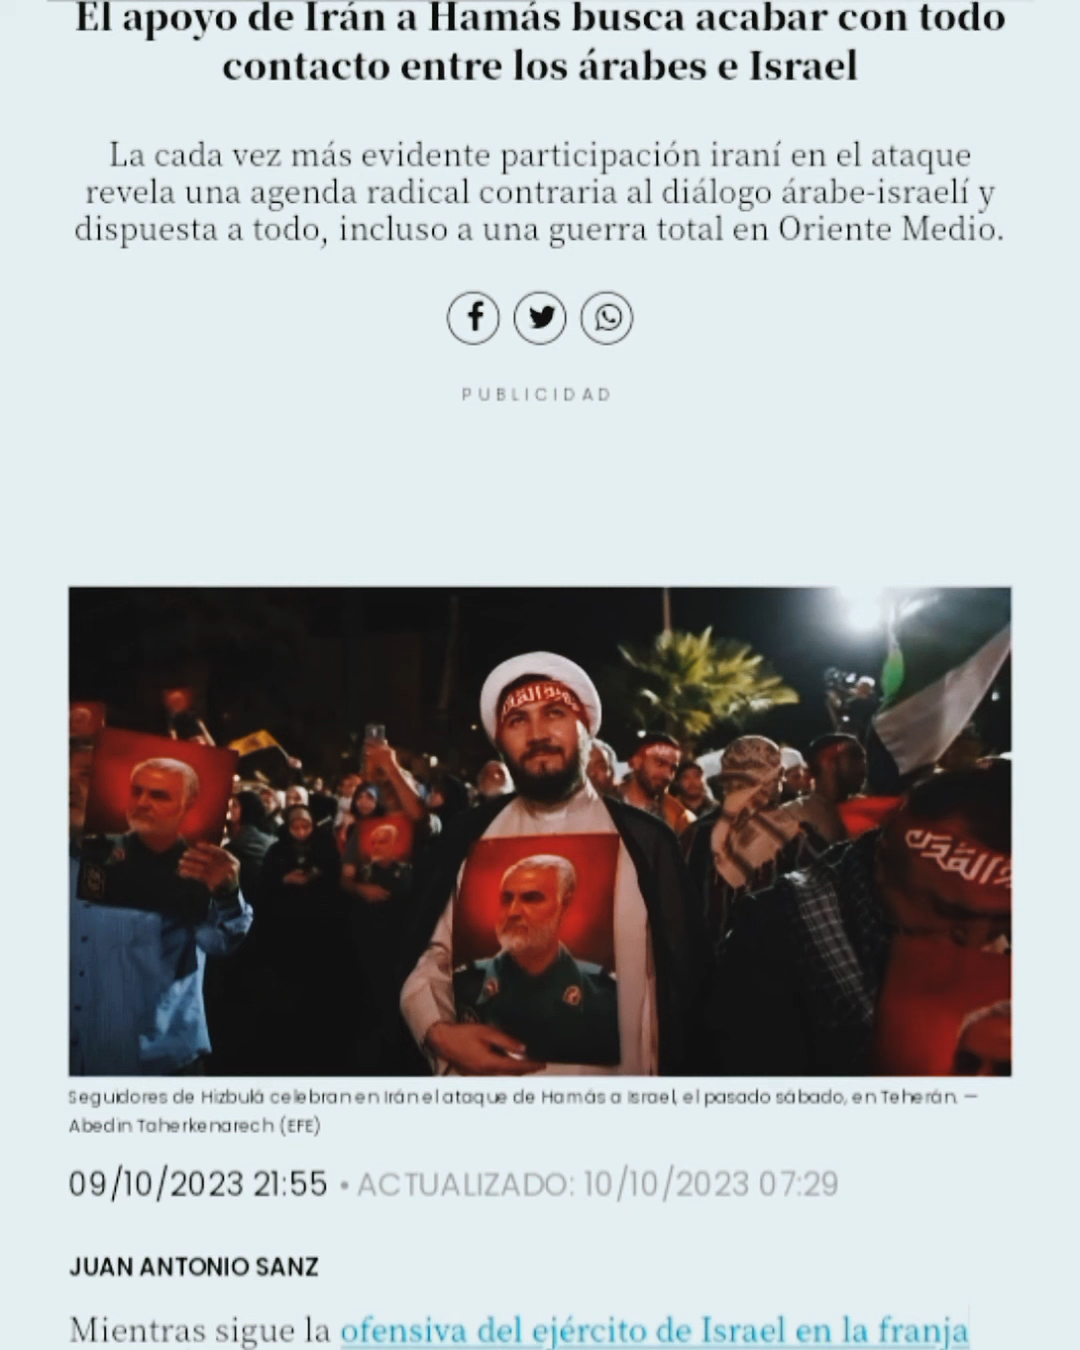 El apoyo de Irán a Hamás busca acabar con todo
contacto entre los árabes e Israel
La cada vez más evidente participación iraní en el ataque
revela una agenda radical contraria al diálogo árabe-israelí y
dispuesta a todo, incluso a una guerra total en Oriente Medio.
PUBLICIDAD
Seguidores de Hizbulá celebran en Irán el ataque de Hamás a Israel, el pasado sábado, en Teherán. —
Abedin Taherkenarech (EFE)
09/10/2023 21:55 • ACTUALIZADO: 10/10/2023 07:29
JUAN ANTONIO SANZ
Mientras sigue la ofensiva del ejército de Israel en la franja